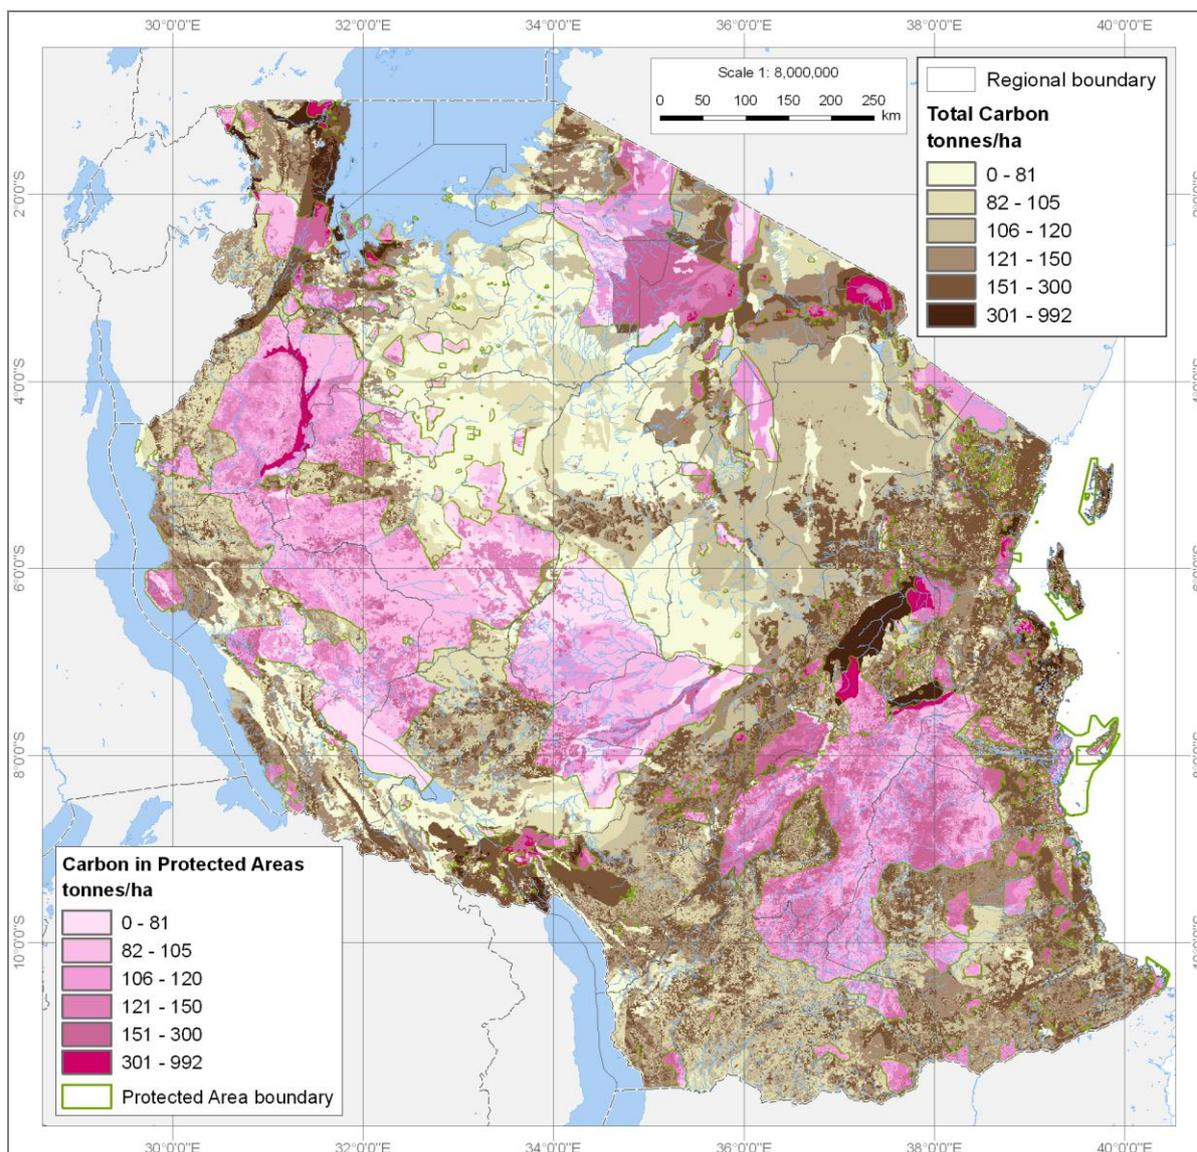 30°0'0"E 32°0'0"E 34°0'0"E 36°0'0"E 38°0'0"E 40°0'0"E
Scale 1: 8,000,000
0 50 100 150 200 250
km
Regional boundary
Total Carbon
tonnes/ha
0 - 81
82 - 105
106 - 120
121 - 150
151 - 300
301 - 992
2°0'0"S
4°0'0"S
6°0'0"S
8°0'0"S
10°0'0"S
Carbon in Protected Areas
tonnes/ha
0 - 81
82 - 105
106 - 120
121 - 150
151 - 300
301 - 992
Protected Area boundary
30°0'0"E 32°0'0"E 34°0'0"E 36°0'0"E 38°0'0"E 40°0'0"E